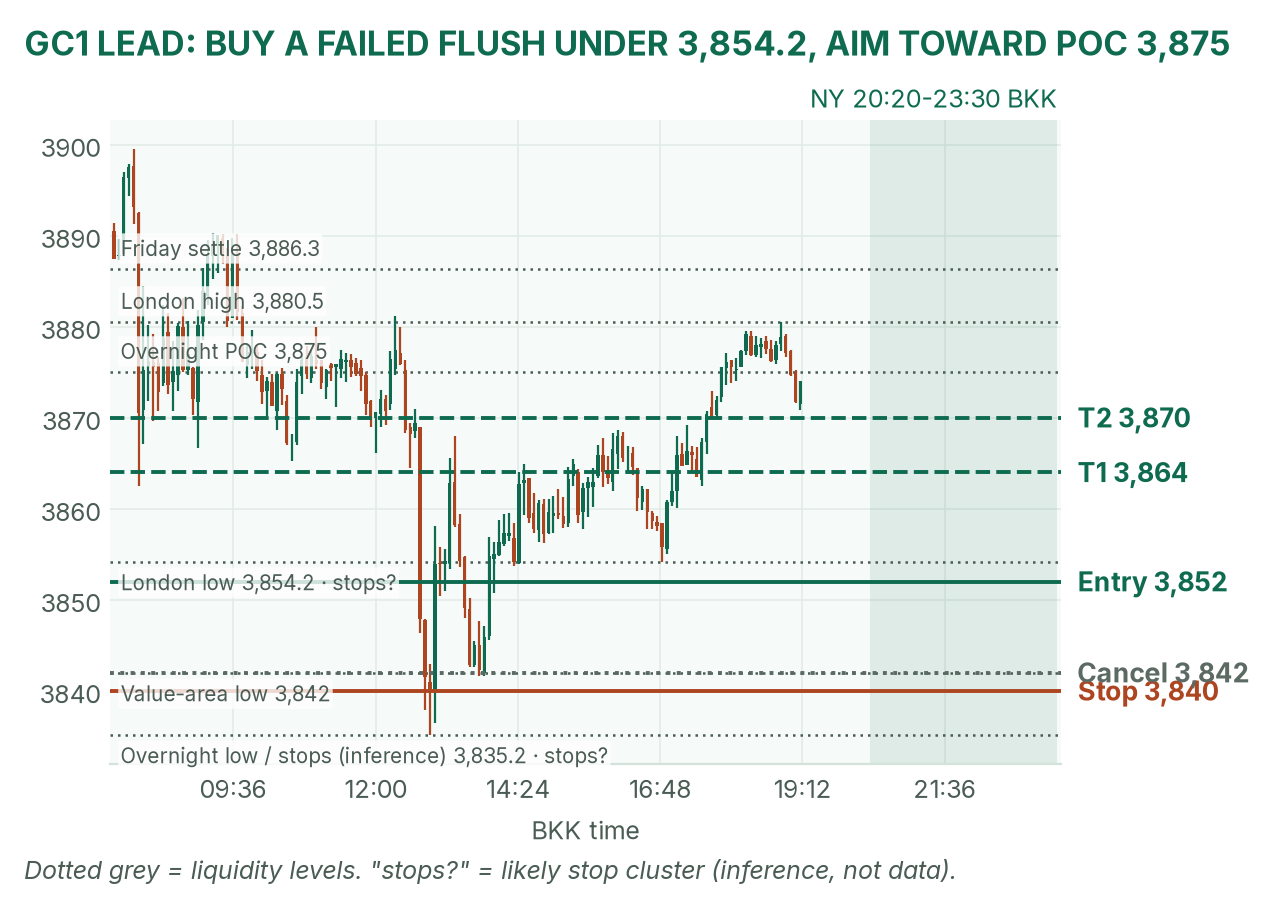 GC1 LEAD: BUY A FAILED FLUSH UNDER 3,854.2, AIM TOWARD POC 3,875
NY 20:20-23:30 BKK
3900
3890
Friday settle 3,886.3
London high 3,880.5
3880
Overnight POC 3,875
3870
T2 3,870
T1 3,864
3860
London low 3,854.2 · stops?
Entry 3,852
3850
Cancel 3,842
3840
Value-area low 3,842
Stop 3,840
Overnight low / stops (inference) 3,835.2 · stops?
09:36 12:00 14:24 16:48 19:12 21:36
BKK time
Dotted grey = liquidity levels. "stops?" = likely stop cluster (inference, not data).